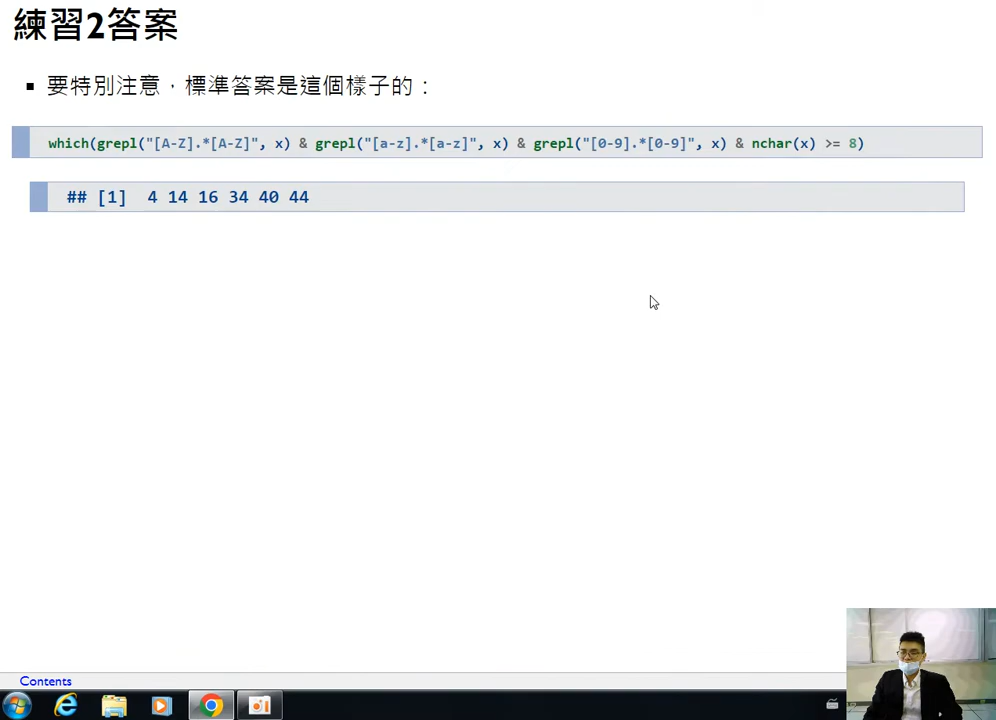 練習2答案
▪ 要特別注意，標準答案是這個樣子的：
which(grepl("[A-Z].*[A-Z]", x) & grepl("[a-z].*[a-z]", x) & grepl("[0-9].*[0-9]", x) & nchar(x) >= 8)
## [1]  4 14 16 34 40 44
Contents